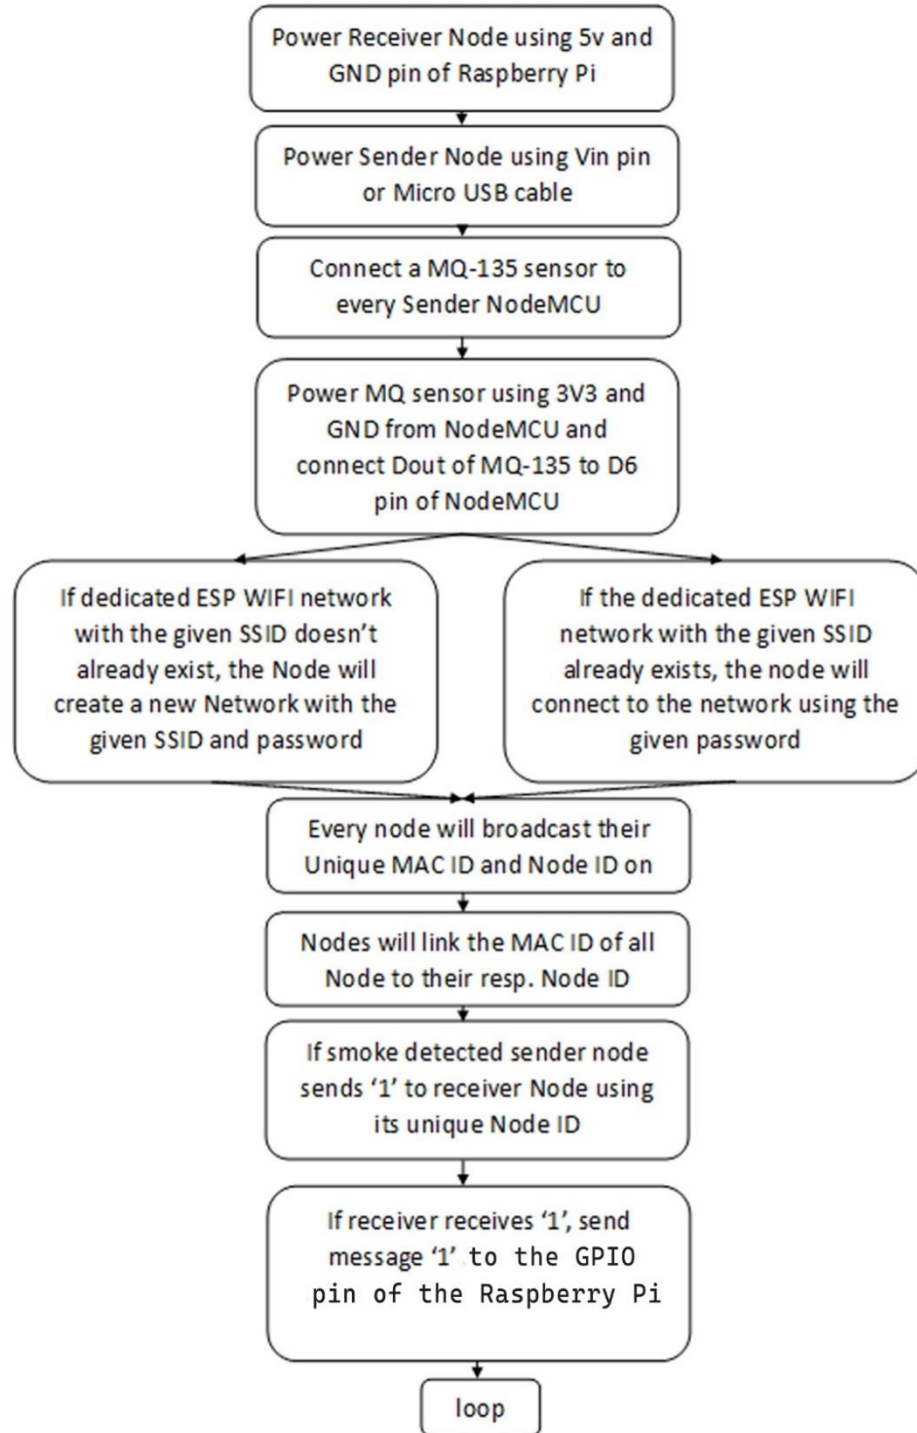 Power Receiver Node using 5v and
GND pin of Raspberry Pi
Power Sender Node using Vin pin
or Micro USB cable
Connect a MQ-135 sensor to
every Sender NodeMCU
Power MQ sensor using 3V3 and
GND from NodeMCU and
connect Dout of MQ-135 to D6
pin of NodeMCU
If dedicated ESP WIFI network
with the given SSID doesn't
already exist, the Node will
create a new Network with the
given SSID and password
If the dedicated ESP WIFI
network with the given SSID
already exists, the node will
connect to the network using the
given password
Every node will broadcast their
Unique MAC ID and Node ID on
Nodes will link the MAC ID of all
Node to their resp. Node ID
If smoke detected sender node
sends ‘1’ to receiver Node using
its unique Node ID
If receiver receives ‘1’, send
message ‘1’ to the GPIO
pin of the Raspberry Pi
loop